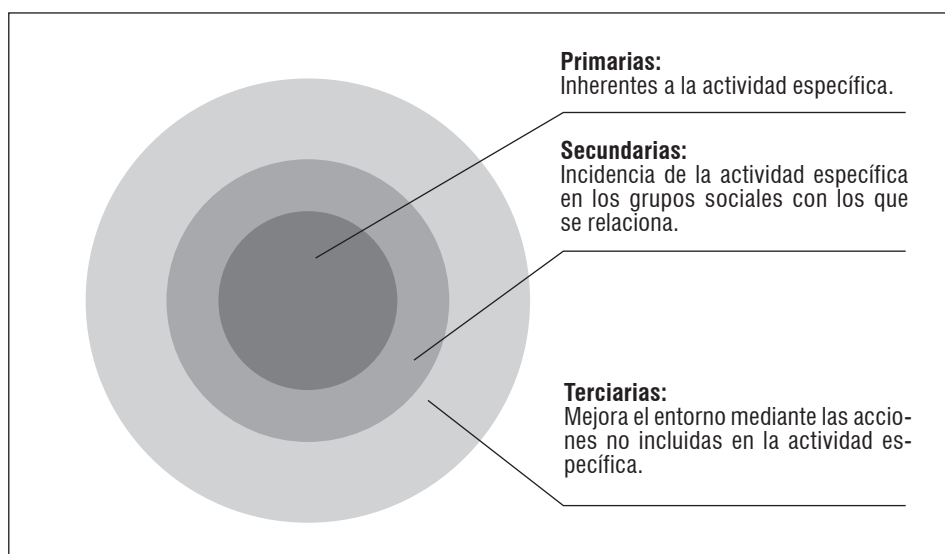 Primarias:
Inherentes a la actividad específica.
Secundarias:
Incidencia de la actividad específica
en los grupos sociales con los que
se relaciona.
Terciarias:
Mejora el entorno mediante las accio-
nes no incluidas en la actividad es-
pecífica.